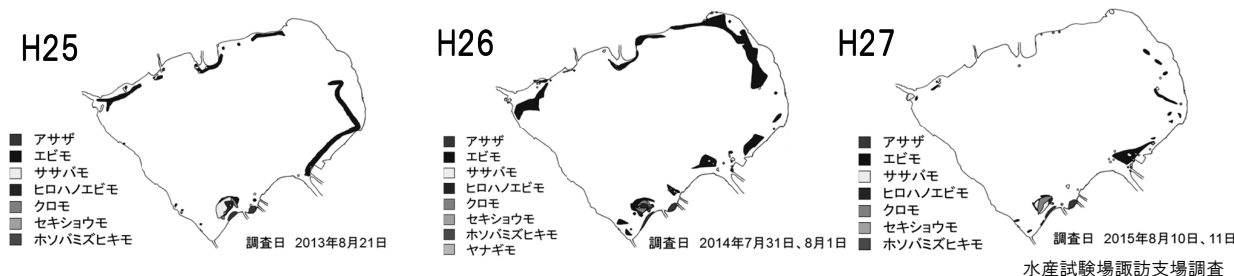 H25
アサザ
エビモ
ササバモ
ヒロハノエビモ
クロモ
セキショウモ
ホソバミズヒキモ
調査日 2013年8月21日
H26
アサザ
エビモ
ササバモ
ヒロハノエビモ
クロモ
セキショウモ
ホソバミズヒキモ
ヤナギモ
調査日 2014年7月31日、8月1日
H27
アサザ
エビモ
ササバモ
ヒロハノエビモ
クロモ
セキショウモ
ホソバミズヒキモ
調査日 2015年8月10日、11日
水産試験場諏訪支場調査